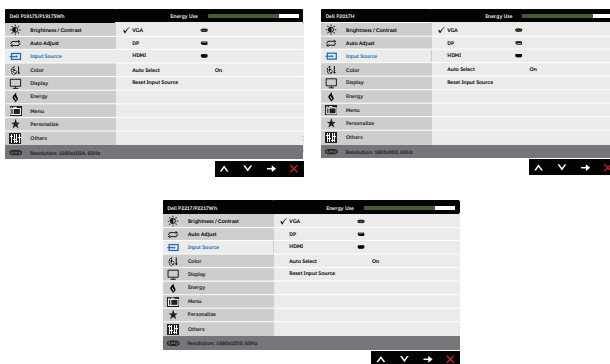 Dell P1917S/P1917SWh Energy Use
Brightness / Contrast ✓ VGA
Auto Adjust DP
Input Source HDMI
Color Auto Select On
Display Reset Input Source
Energy
Menu
Personalize
Others
Resolution: 1280x1024, 60Hz
Dell P2017H Energy Use
Brightness / Contrast ✓ VGA
Auto Adjust DP
Input Source HDMI
Color Auto Select On
Display Reset Input Source
Energy
Menu
Personalize
Others
Resolution: 1600x900, 60Hz
Dell P2217/P2217Wh Energy Use
Brightness / Contrast ✓ VGA
Auto Adjust DP
Input Source HDMI
Color Auto Select On
Display Reset Input Source
Energy
Menu
Personalize
Others
Resolution: 1680x1050, 60Hz